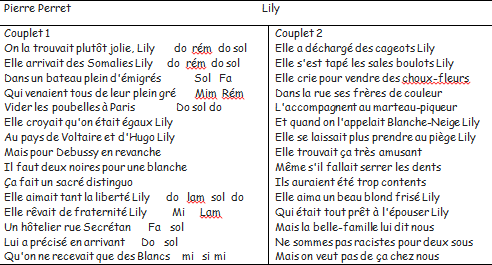 Pierre Perret Lily
Couplet 1
On la trouvait plutôt jolie, Lily do rém do sol
Elle arrivait des Somalies Lily do rém do sol
Dans un bateau plein d'émigrés Sol Fa
Qui venaient tous de leur plein gré Mim Rém
Vider les poubelles à Paris Do sol do
Elle croyait qu'on était égaux Lily
Au pays de Voltaire et d'Hugo Lily
Mais pour Debussy en revanche
Il faut deux noires pour une blanche
Ça fait un sacré distinguo
Elle aimait tant la liberté Lily do lam sol do
Elle rêvait de fraternité Lily Mi Lam
Un hôtelier rue Secrétan Fa sol
Lui a précisé en arrivant Do sol
Qu'on ne recevait que des Blancs mi si mi
Couplet 2
Elle a déchargé des cageots Lily
Elle s'est tapé les sales boulots Lily
Elle crie pour vendre des choux-fleurs
Dans la rue ses frères de couleur
L'accompagnent au marteau-piqueur
Et quand on l'appelait Blanche-Neige Lily
Elle se laissait plus prendre au piège Lily
Elle trouvait ça très amusant
Même s'il fallait serrer les dents
Ils auraient été trop contents
Elle aima un beau blond frisé Lily
Qui était tout prêt à l'épouser Lily
Mais la belle-famille lui dit nous
Ne sommes pas racistes pour deux sous
Mais on veut pas de ça chez nous